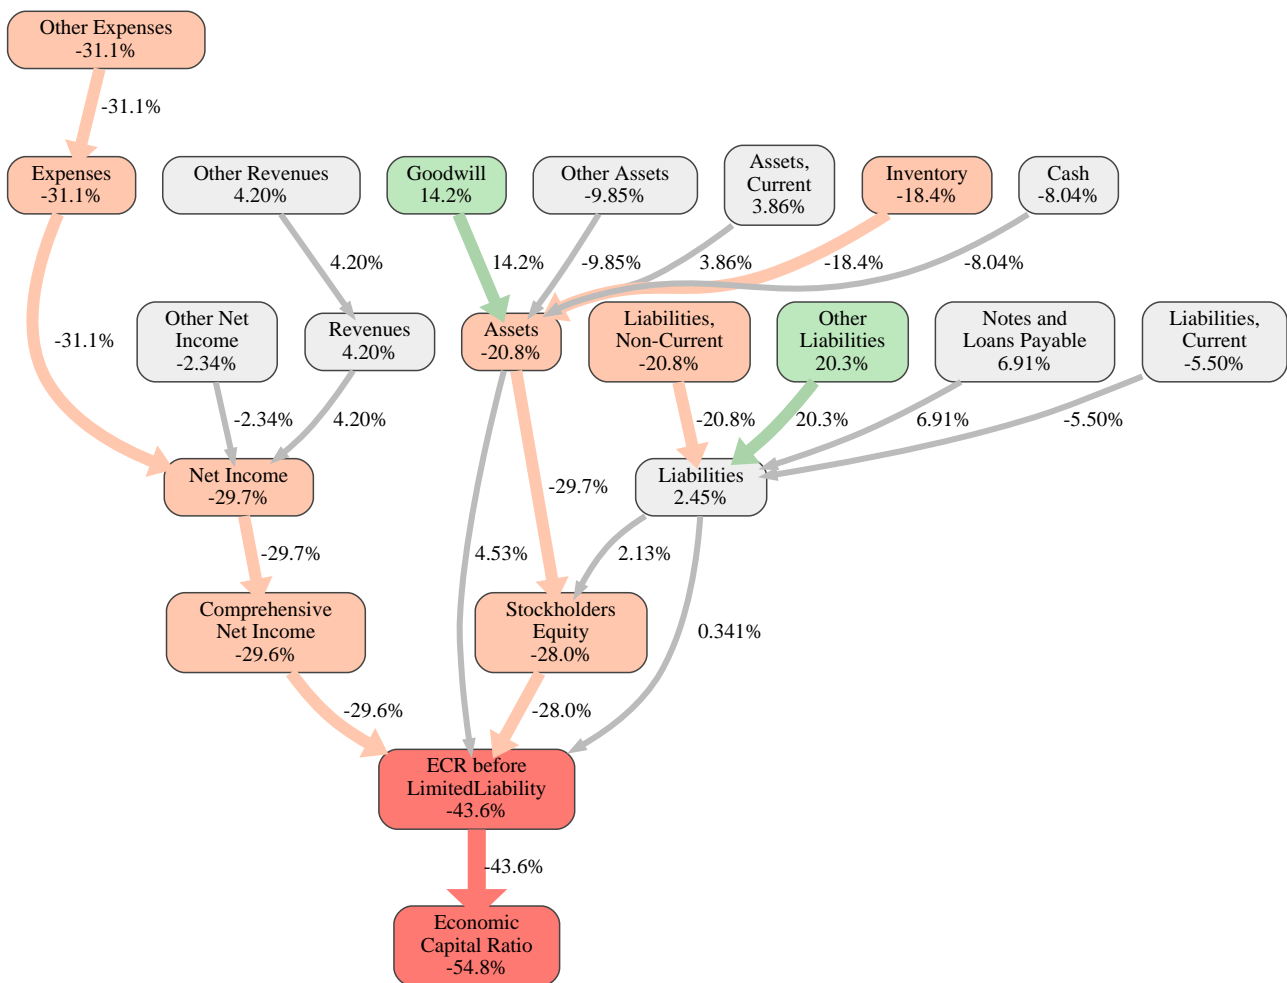 Other Expenses
-31.1%
-31.1%
Expenses
-31.1%
Other Revenues
4.20%
Goodwill
14.2%
Other Assets
-9.85%
Assets,
Current
3.86%
Inventory
-18.4%
Cash
-8.04%
4.20%
14.2%
-9.85%
3.86%
-18.4%
-8.04%
-31.1%
Other Net
Income
-2.34%
Revenues
4.20%
Assets
-20.8%
Liabilities,
Non-Current
-20.8%
Other
Liabilities
20.3%
Notes and
Loans Payable
6.91%
Liabilities,
Current
-5.50%
-2.34%
4.20%
-20.8%
20.3%
6.91%
-5.50%
Net Income
-29.7%
-29.7%
Liabilities
2.45%
-29.7%
4.53%
2.13%
Comprehensive
Net Income
-29.6%
Stockholders
Equity
-28.0%
0.341%
-29.6%
-28.0%
ECR before
LimitedLiability
-43.6%
-43.6%
Economic
Capital Ratio
-54.8%